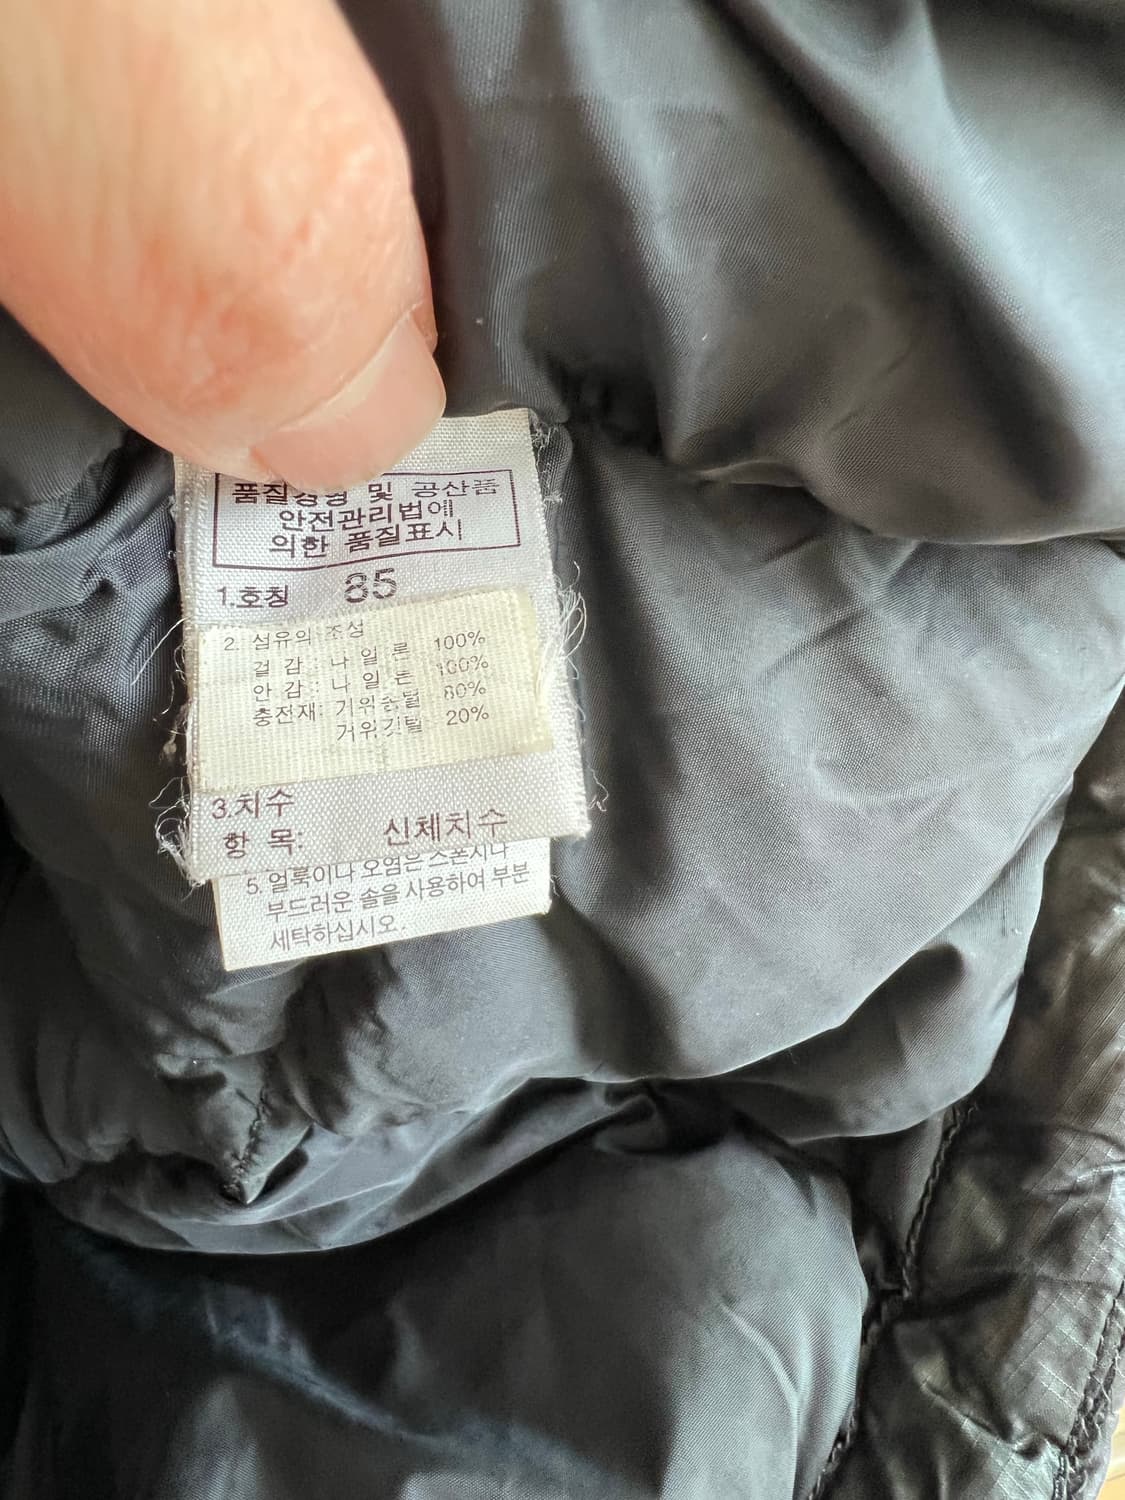 품질경영 및 공산품
안전관리법에
의한 품질표시
1.호칭 85
2. 섬유의 조성
겉 감 : 나 일 론 100%
안 감 : 나 일 론 100%
충전재: 거위솜털 80%
거위깃털 20%
3.치수
항 목: 신체치수
5. 얼룩이나 오염은 스폰지나
부드러운 솔을 사용하여 부분
세탁하십시오.